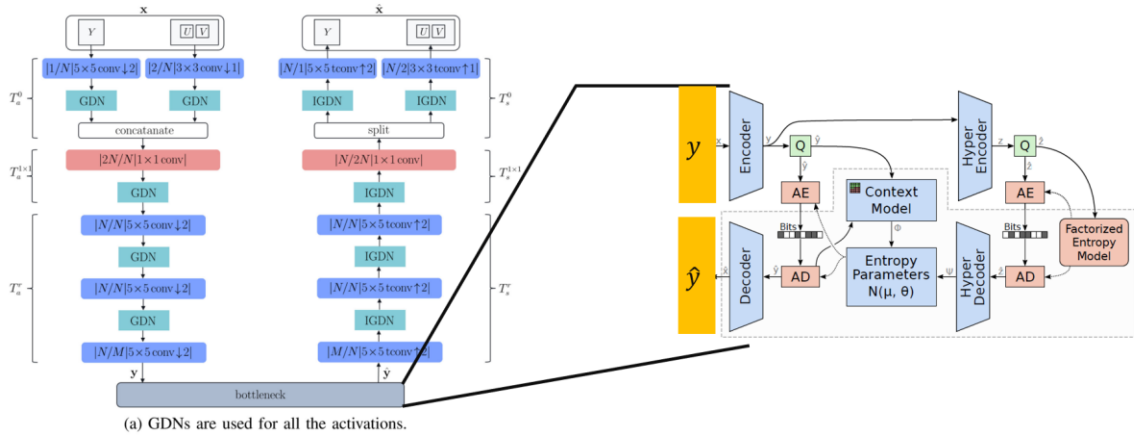 x
x̂
Y
U V
Y
U V
|1/N|5×5 conv↓2|
|2/N|3×3 conv↓1|
|N/1|5×5 tconv↑2|
|N/2|3×3 tconv↑1|
T_a^0
GDN
GDN
IGDN
IGDN
T_s^0
concatanate
split
T_a^{1×1}
|2N/N|1×1 conv|
|N/2N|1×1 conv|
T_s^{1×1}
GDN
IGDN
|N/N|5×5 conv↓2|
|N/N|5×5 tconv↑2|
GDN
IGDN
T_a^r
|N/N|5×5 conv↓2|
|N/N|5×5 tconv↑2|
T_s^r
GDN
IGDN
|N/M|5×5 conv↓2|
|M/N|5×5 tconv↑2|
y
ŷ
bottleneck
(a) GDNs are used for all the activations.
y
x
Encoder
y
Q
ŷ
Hyper Encoder
z
Q
ẑ
ŷ
ẑ
AE
Context Model
AE
Bits
Φ
Bits
Factorized
Entropy
Model
ŷ
x̂
Decoder
ŷ
AD
Entropy
Parameters
N(μ, θ)
Ψ
Hyper Decoder
ẑ
AD